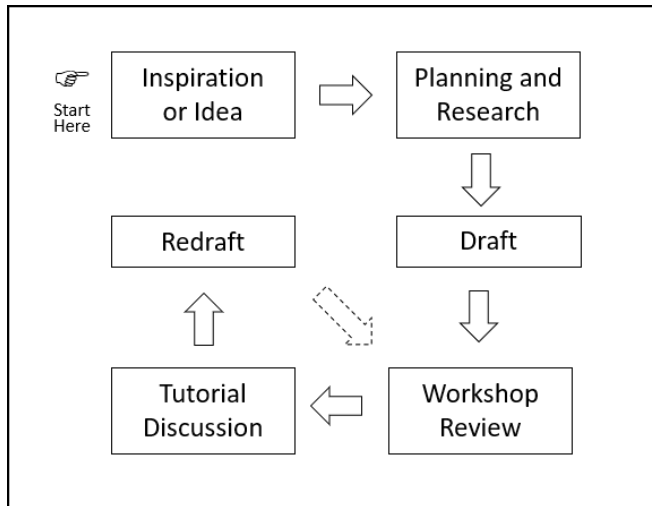 Start
Here
Inspiration
or Idea
Planning and
Research
Redraft
Draft
Tutorial
Discussion
Workshop
Review